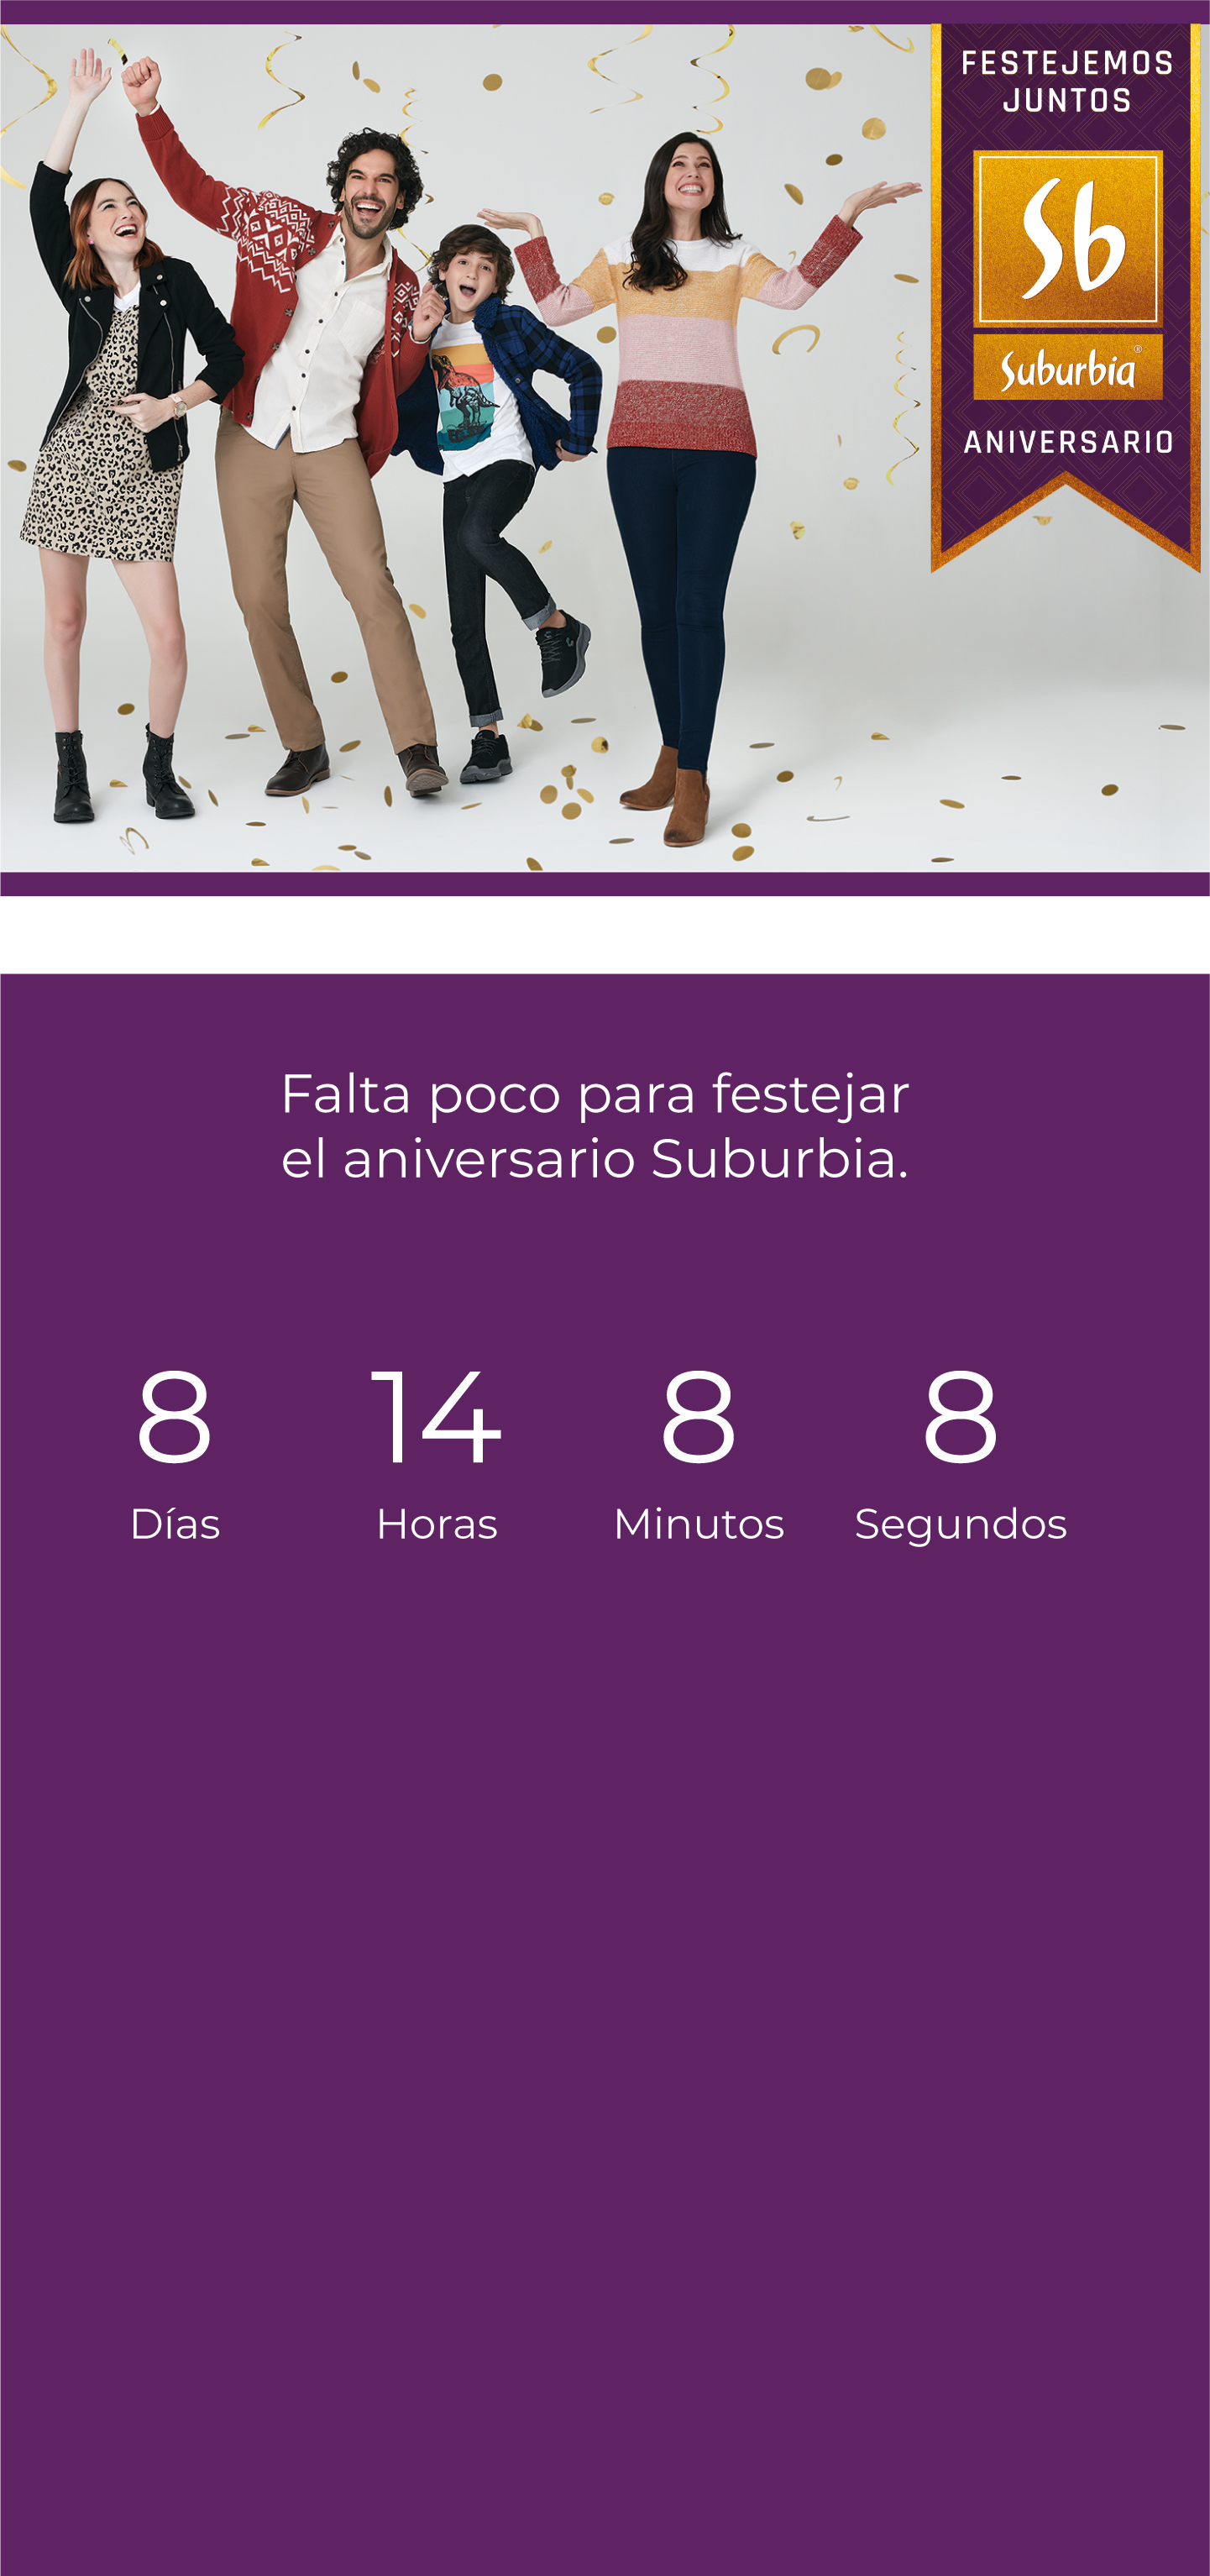 FESTEJEMOS
JUNTOS
Sb
Suburbia®
ANIVERSARIO
Falta poco para festejar
el aniversario Suburbia.
8 14 8 8
Días Horas Minutos Segundos